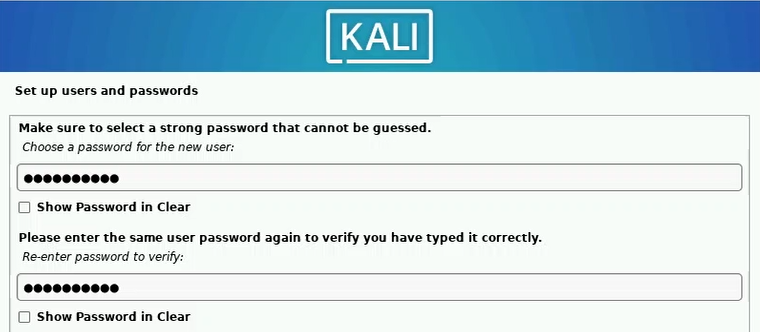 KALI
Set up users and passwords
Make sure to select a strong password that cannot be guessed.
Choose a password for the new user:
●●●●●●●●●●
Show Password in Clear
Please enter the same user password again to verify you have typed it correctly.
Re-enter password to verify:
●●●●●●●●●●
Show Password in Clear